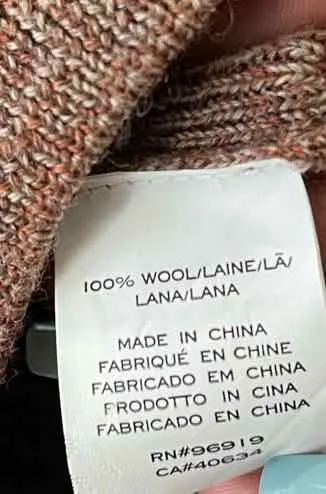 100% WOOL/LAINE/LÃ/
LANA/LANA
MADE IN CHINA
FABRIQUÉ EN CHINE
FABRICADO EM CHINA
PRODOTTO IN CINA
FABRICADO EN CHINA
RN#96919
CA#40634